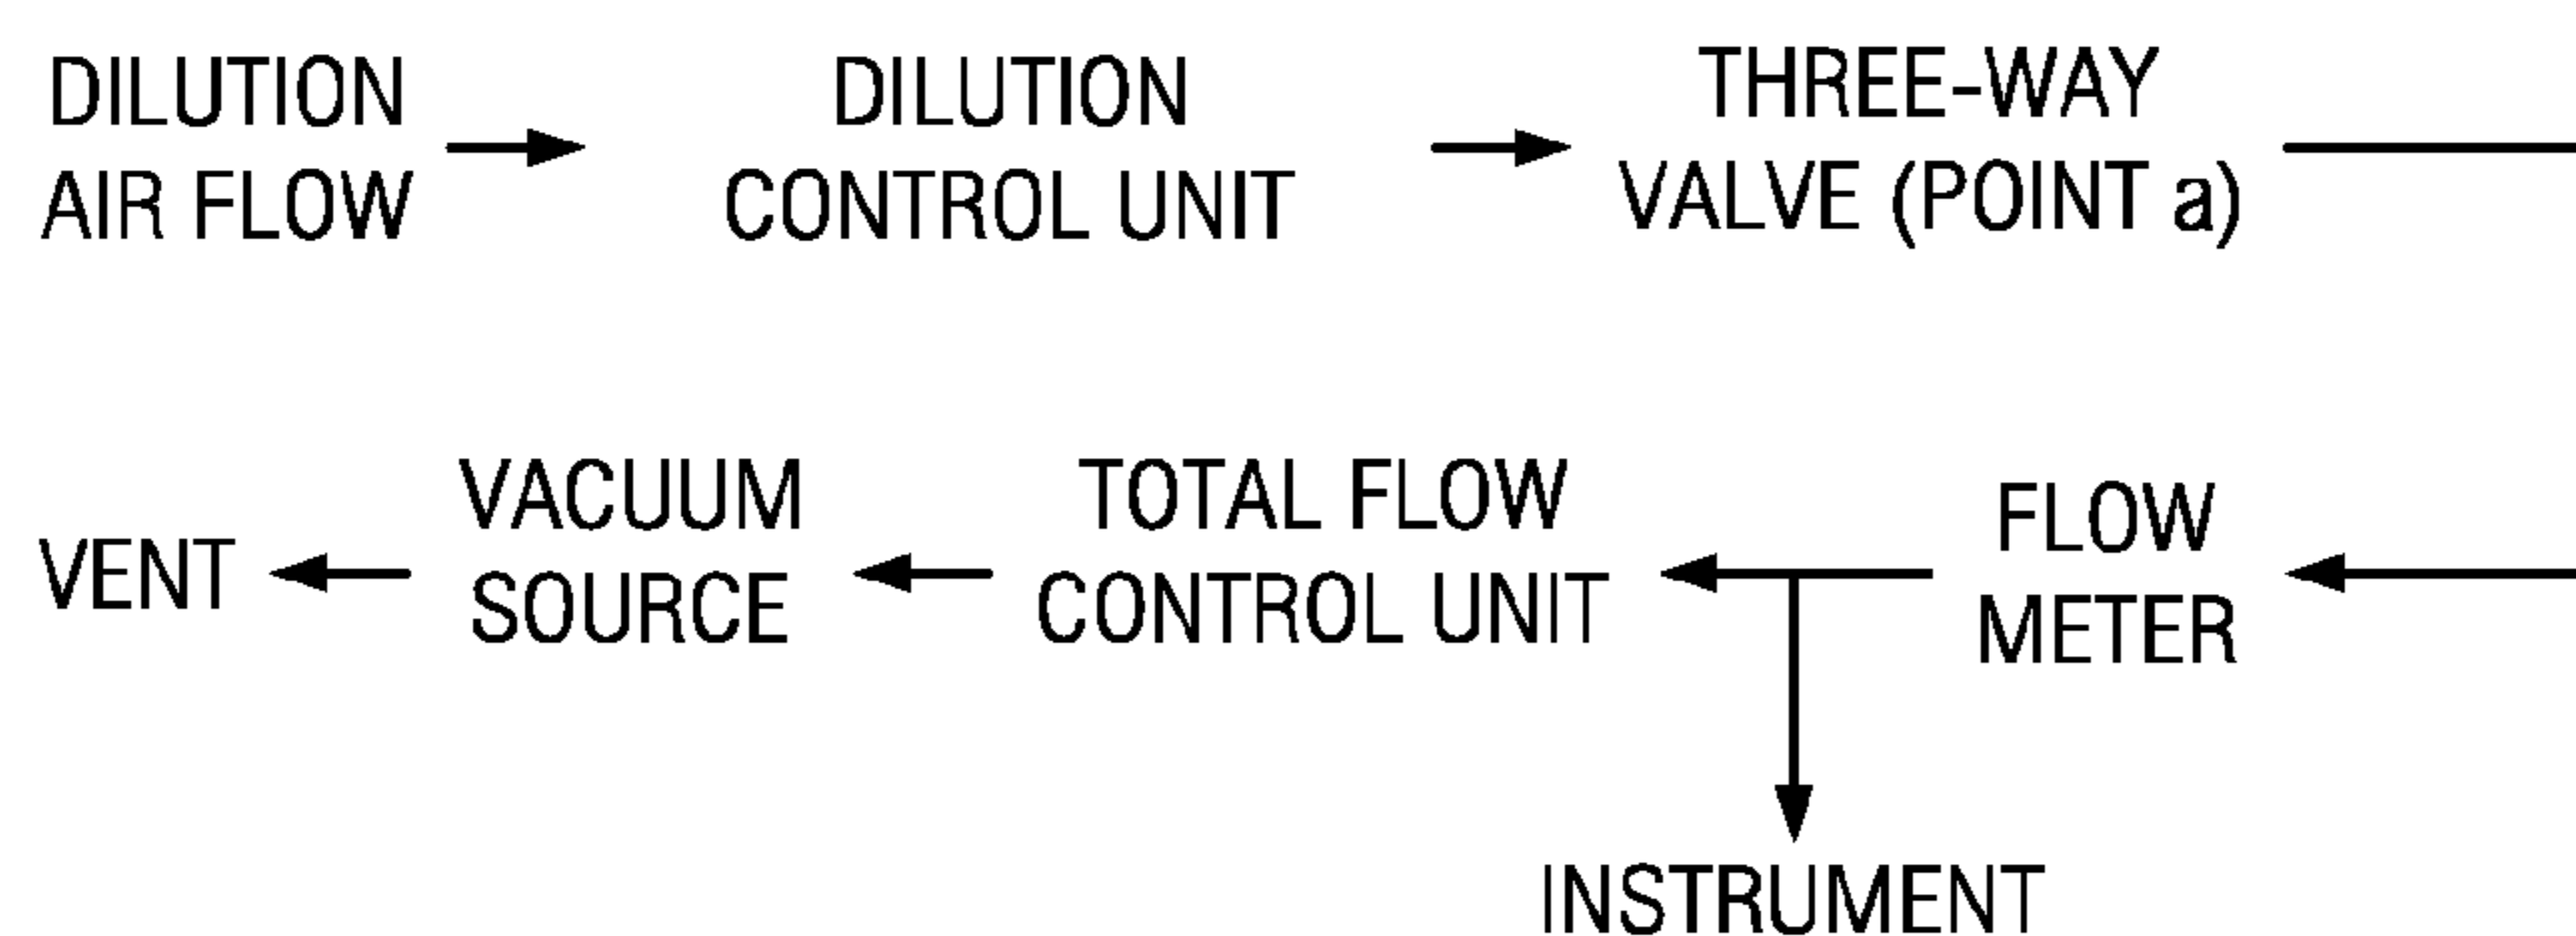 DILUTION
AIR FLOW
DILUTION
CONTROL UNIT
THREE-WAY
VALVE (POINT a)
VENT
VACUUM
SOURCE
TOTAL FLOW
CONTROL UNIT
FLOW
METER
INSTRUMENT